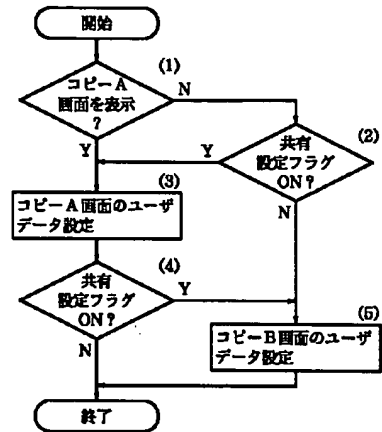 開始
(1)
コピーA
画面を表示
?
N
Y
(2)
共有
設定フラグ
ON?
Y
N
(3)
コピーA画面のユーザ
データ設定
(4)
共有
設定フラグ
ON?
Y
N
(5)
コピーB画面のユーザ
データ設定
終了